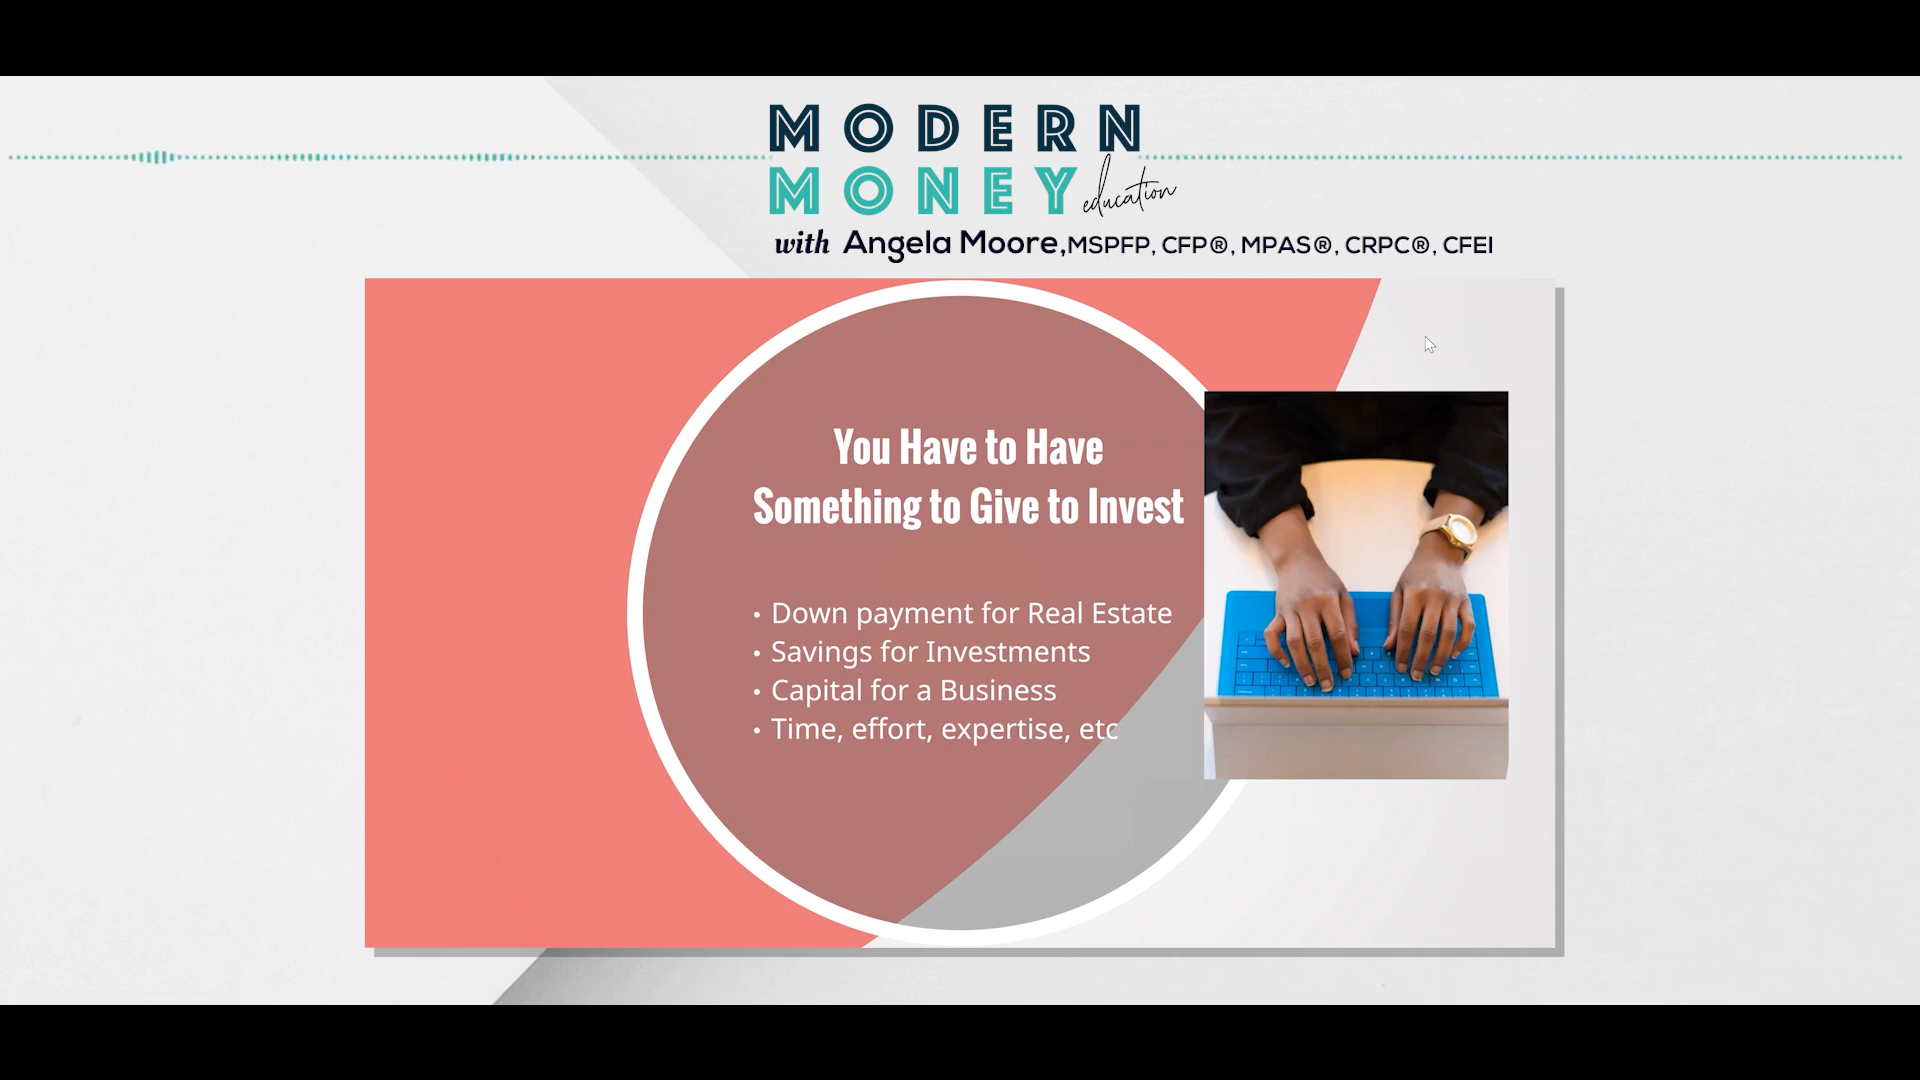 MODERN
MONEY education
with Angela Moore,MSPFP, CFP®, MPAS®, CRPC®, CFEI
You Have to Have
Something to Give to Invest
• Down payment for Real Estate
• Savings for Investments
• Capital for a Business
• Time, effort, expertise, etc